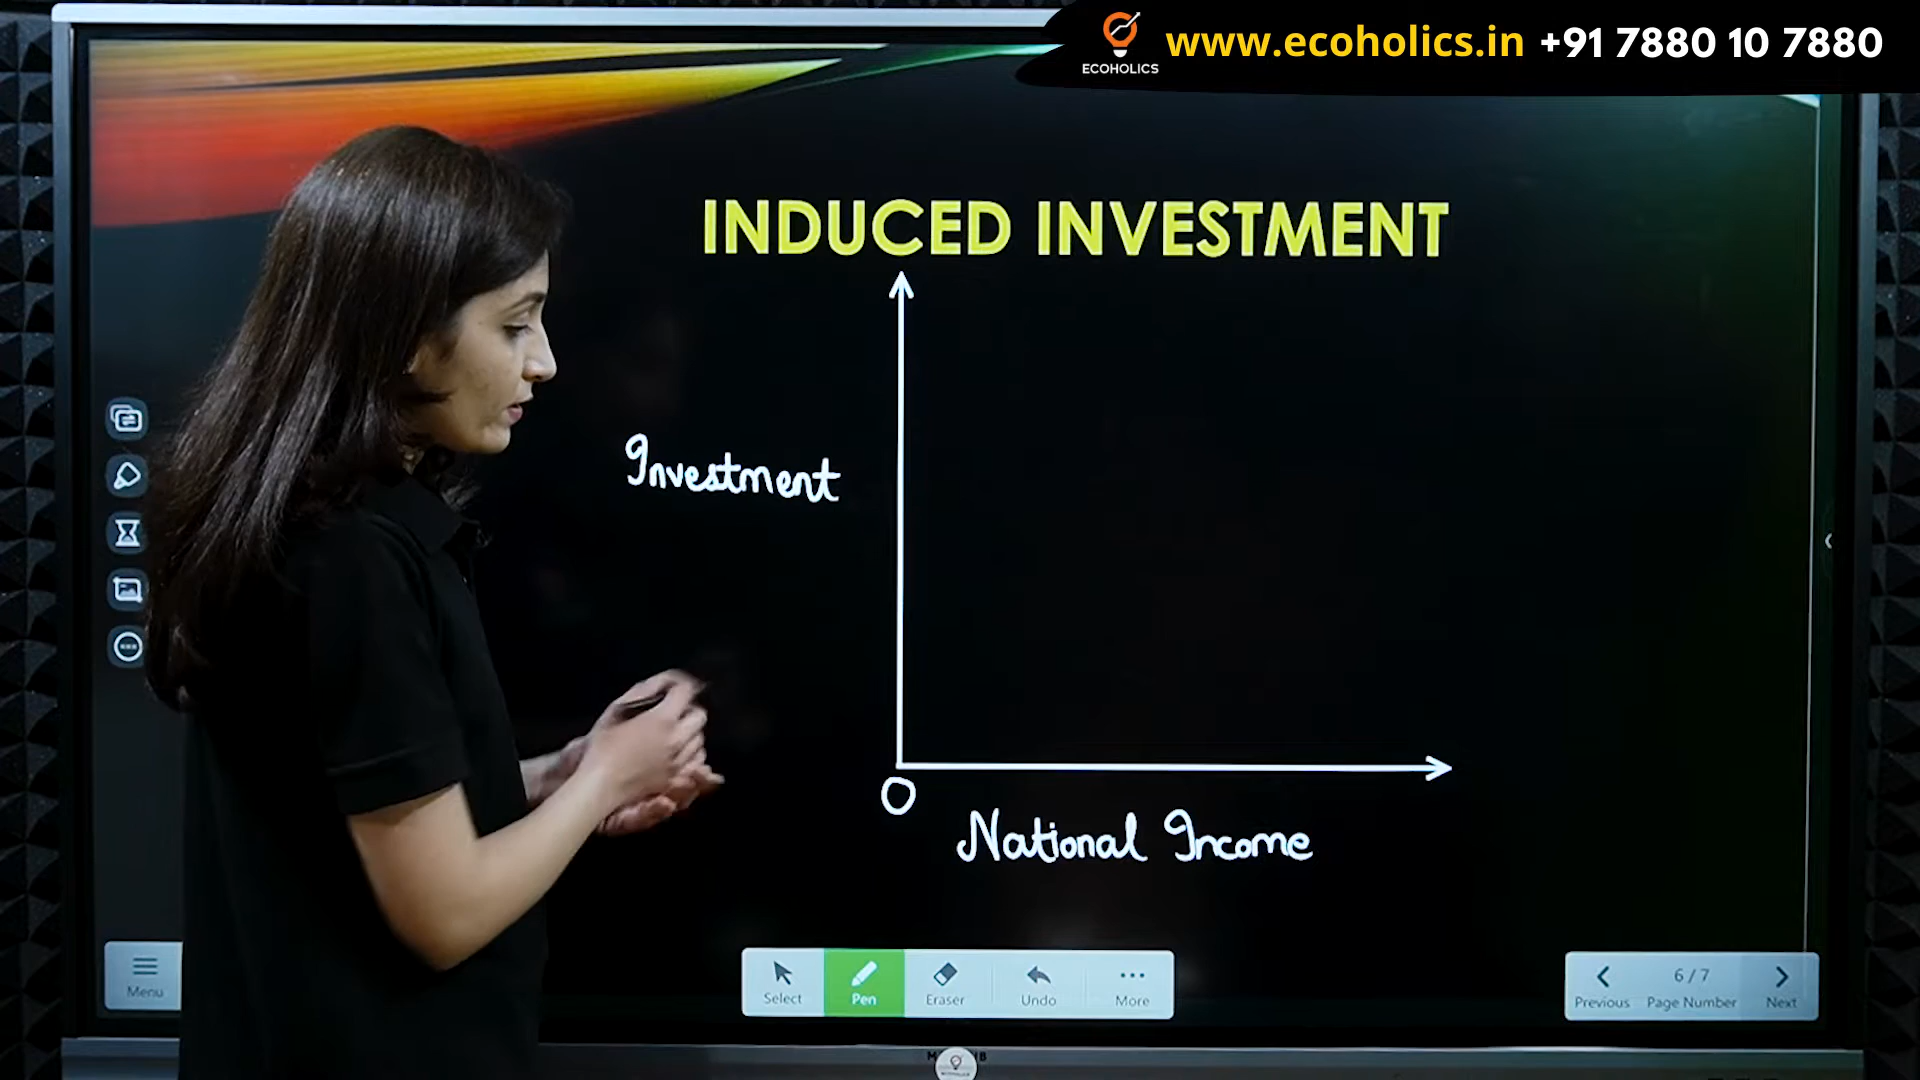 www.ecoholics.in +91 7880 10 7880
ECOHOLICS
INDUCED INVESTMENT
Investment
O
National Income
Menu
Select
Pen
Eraser
Undo
More
6 / 7
Previous
Page Number
Next